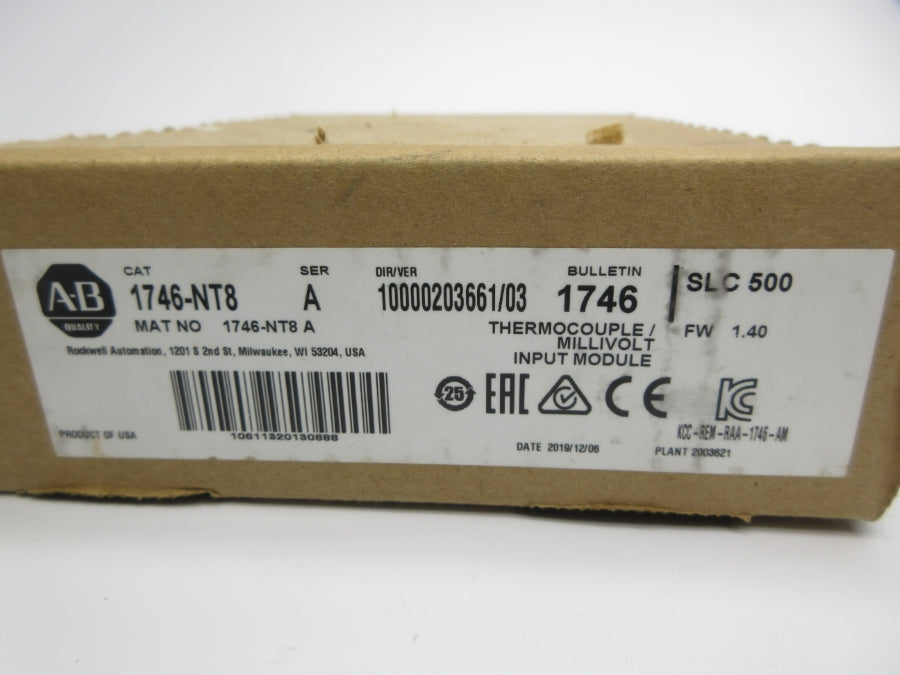 A-B
QUALITY
CAT
1746-NT8
SER
A
DIR/VER
10000203661/03
BULLETIN
1746
SLC 500
MAT NO 1746-NT8 A
THERMOCOUPLE /
MILLIVOLT
INPUT MODULE
FW 1.40
Rockwell Automation, 1201 S 2nd St, Milwaukee, WI 53204, USA
25
EAC
CE
KC
10611320130888
PRODUCT OF USA
KCC-REM-RAA-1746-AM
DATE 2019/12/06
PLANT 2003621